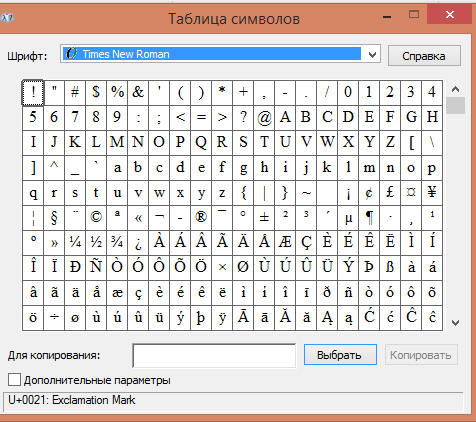 Таблица символов
Шрифт: Times New Roman Справка
! " # $ % & ' ( ) * + , - . / 0 1 2 3 4
5 6 7 8 9 : ; < = > ? @ A B C D E F G H
I J K L M N O P Q R S T U V W X Y Z [ \
] ^ _ ` a b c d e f g h i j k l m n o p
q r s t u v w x y z { | } ~ ¡ ¢ £ ¤ ¥
¦ § ¨ © ª « ¬ - ® ¯ ° ± ² ³ ´ µ ¶ · ¸ ¹
º » ¼ ½ ¾ ¿ À Á Â Ã Ä Å Æ Ç È É Ê Ë Ì Í
Î Ï Ð Ñ Ò Ó Ô Õ Ö × Ø Ù Ú Û Ü Ý Þ ß à á
â ã ä å æ ç è é ê ë ì í î ï ð ñ ò ó ô õ
ö ÷ ø ù ú û ü ý þ ÿ Ā ā Ă ă Ą ą Ć ć Ĉ ĉ
Для копирования: Выбрать Копировать
Дополнительные параметры
U+0021: Exclamation Mark